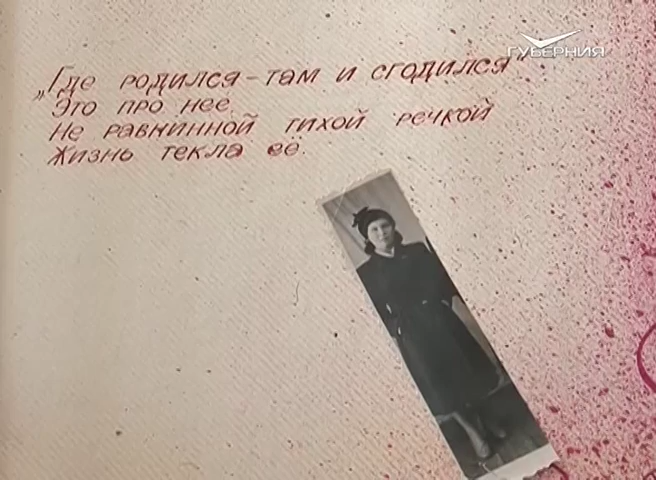 ГУБЕРНИЯ
„Где родился – там и сгодился“
Это про нее.
Не равнинной тихой речкой
Жизнь текла её.